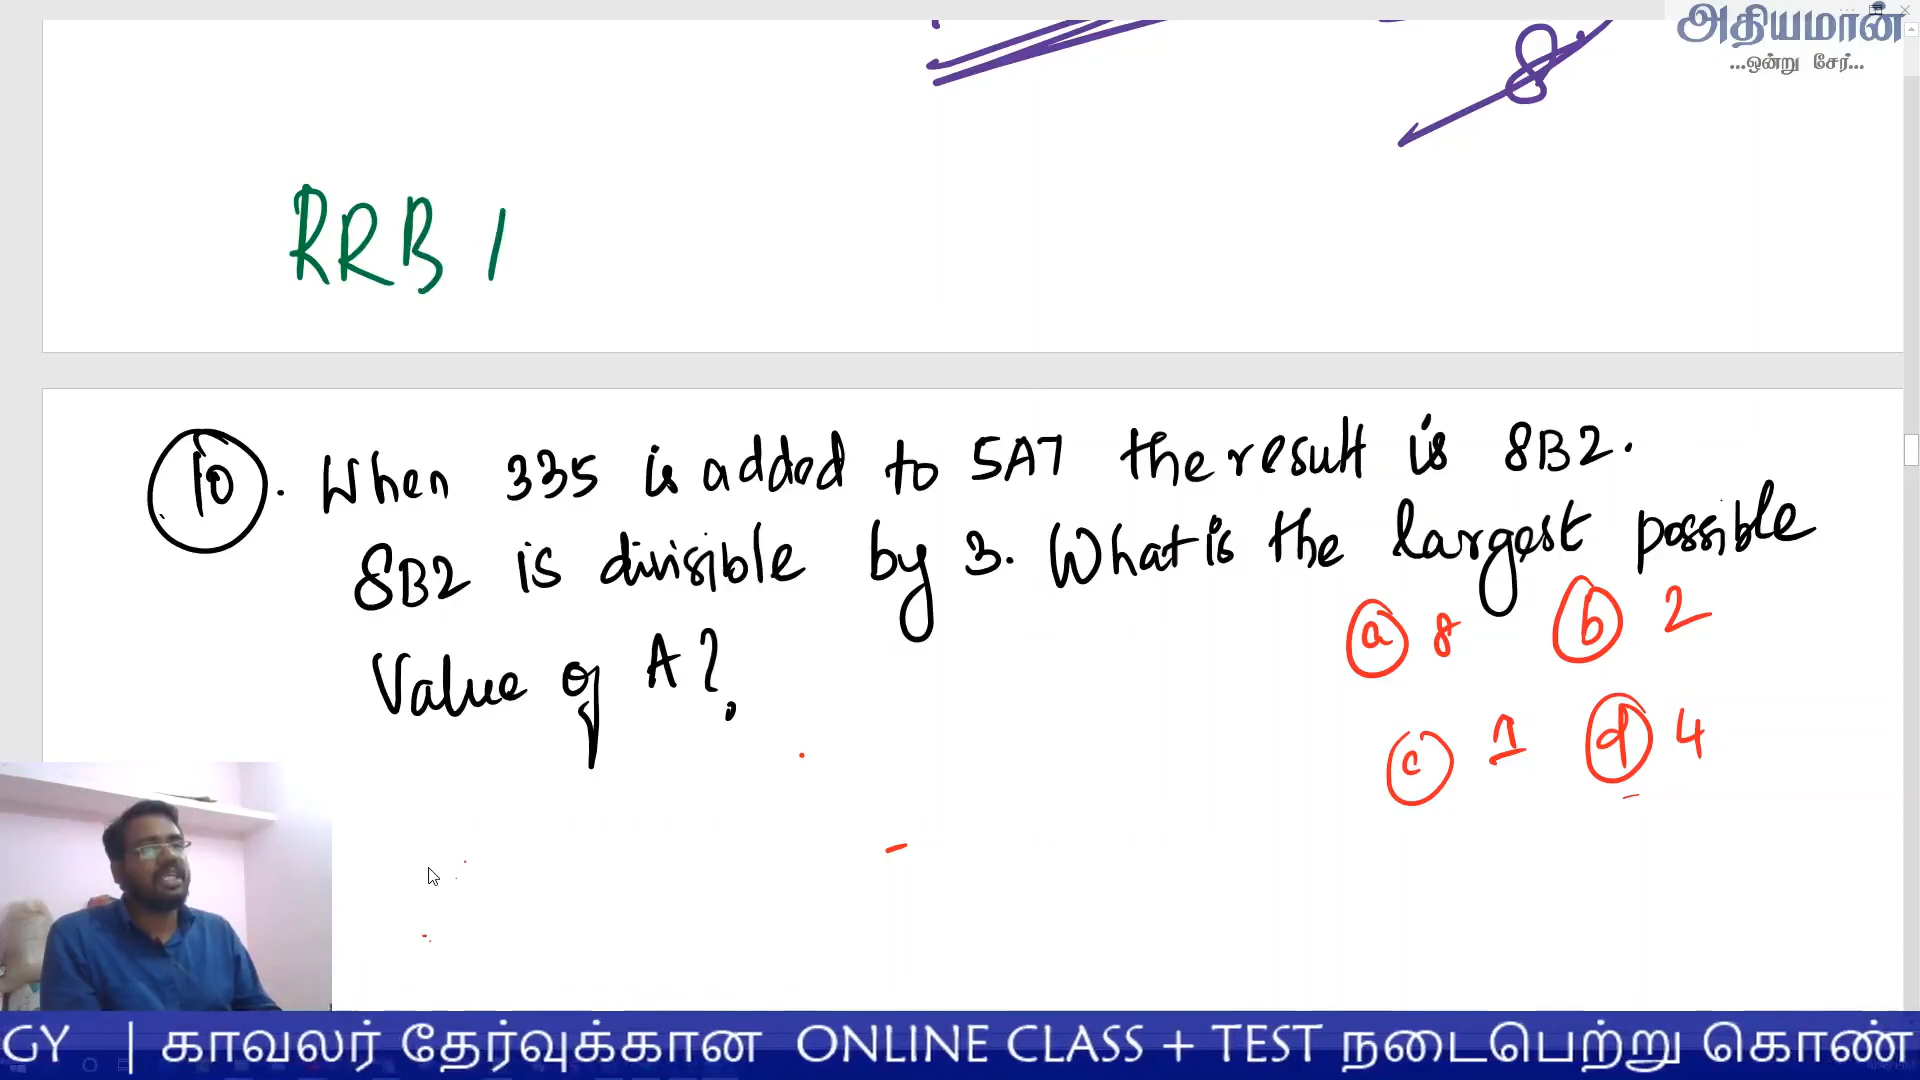 அதியமான்
...ஒன்று சேர்...
8
RRB 1
10. When 335 is added to 5A7 the result is 8B2.
8B2 is divisible by 3. What is the largest possible
Value of A?
a 8 b 2
c 1 d 4
GY | காவலர் தேர்வுக்கான ONLINE CLASS + TEST நடைபெற்று கொண்